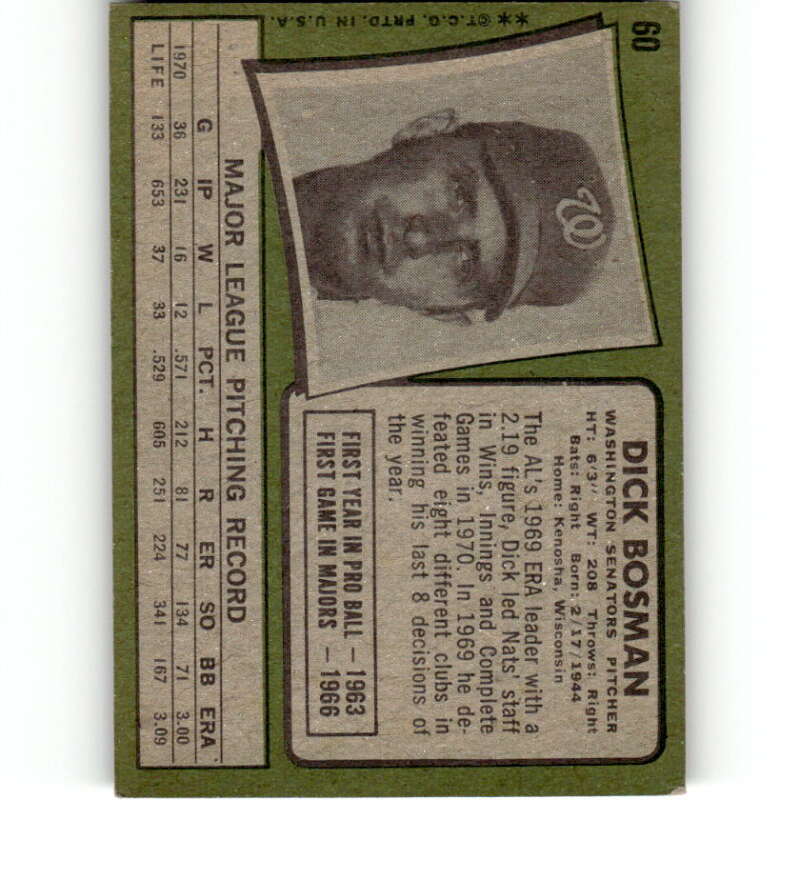 60
DICK BOSMAN
WASHINGTON SENATORS PITCHER
HT: 6'3" WT: 208 Throws: Right
Bats: Right Born: 2/17/1944
Home: Kenosha, Wisconsin
The AL's 1969 ERA leader with a
2.19 figure, Dick led Nats' staff
in Wins, Innings and Complete
Games in 1970. In 1969 he de-
feated eight different clubs in
winning his last 8 decisions of
the year.
FIRST YEAR IN PRO BALL — 1963
FIRST GAME IN MAJORS — 1966
W
MAJOR LEAGUE PITCHING RECORD
G IP W L PCT. H R ER SO BB ERA
1970 36 231 16 12 .571 212 81 77 134 71 3.00
LIFE 133 653 37 33 .529 605 251 224 341 167 3.09
**©T.C.G. PRTD. IN U.S.A.